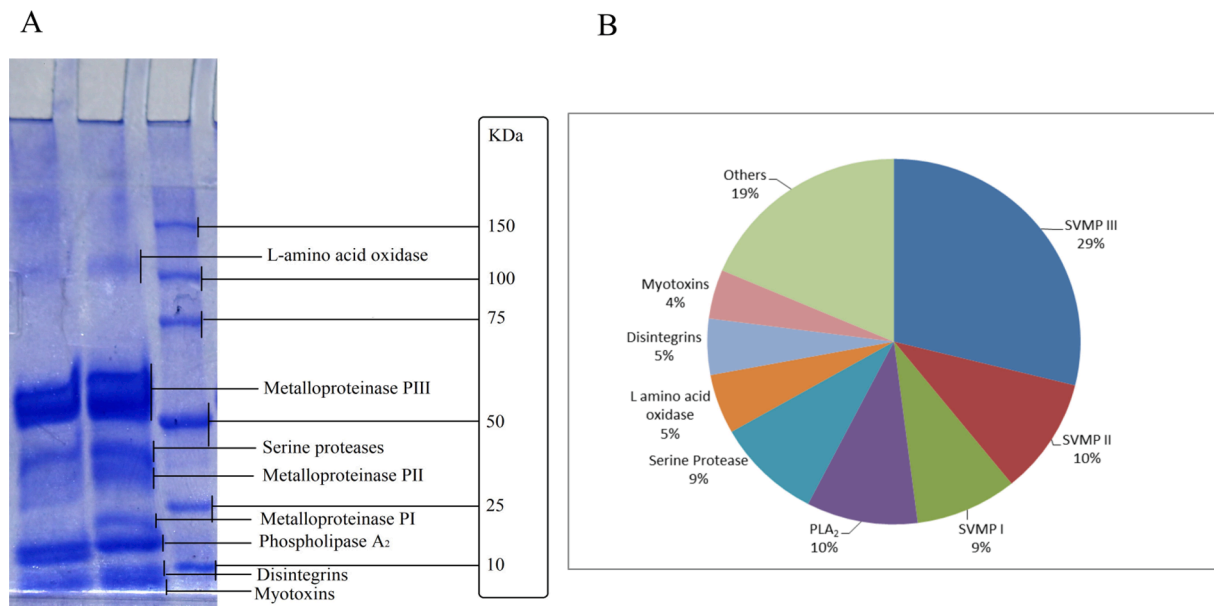 A
B
KDa
150
L-amino acid oxidase
100
75
Metalloproteinase PIII
50
Serine proteases
Metalloproteinase PII
25
Metalloproteinase PI
Phospholipase A₂
10
Disintegrins
Myotoxins
Others
19%
SVMP III
29%
Myotoxins
4%
Disintegrins
5%
L amino acid
oxidase
5%
Serine Protease
9%
PLA₂
10%
SVMP I
9%
SVMP II
10%